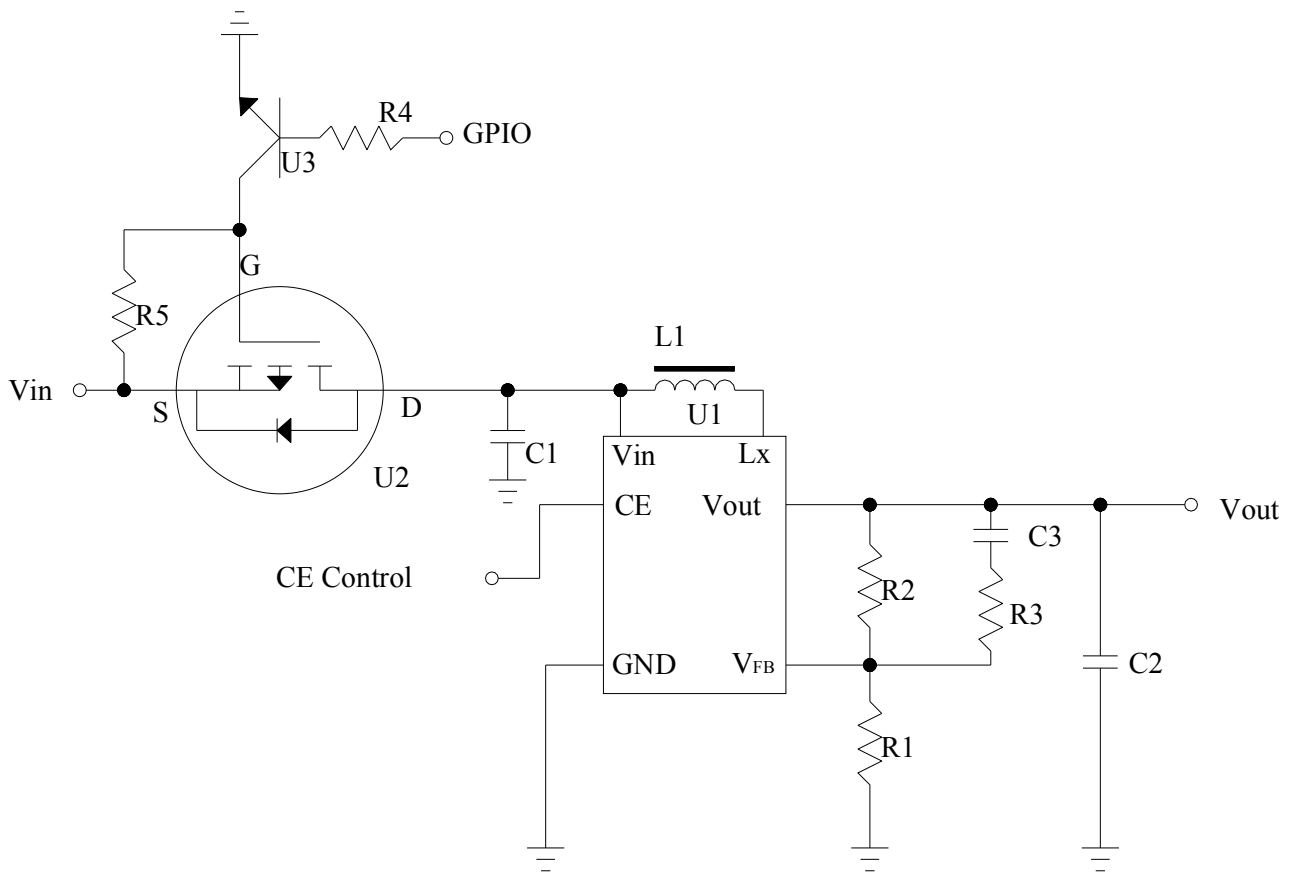 R4
GPIO
U3
G
R5
L1
Vin
S
D
U1
C1
Vin
Lx
U2
CE
Vout
Vout
C3
CE Control
R2
R3
GND
VFB
C2
R1